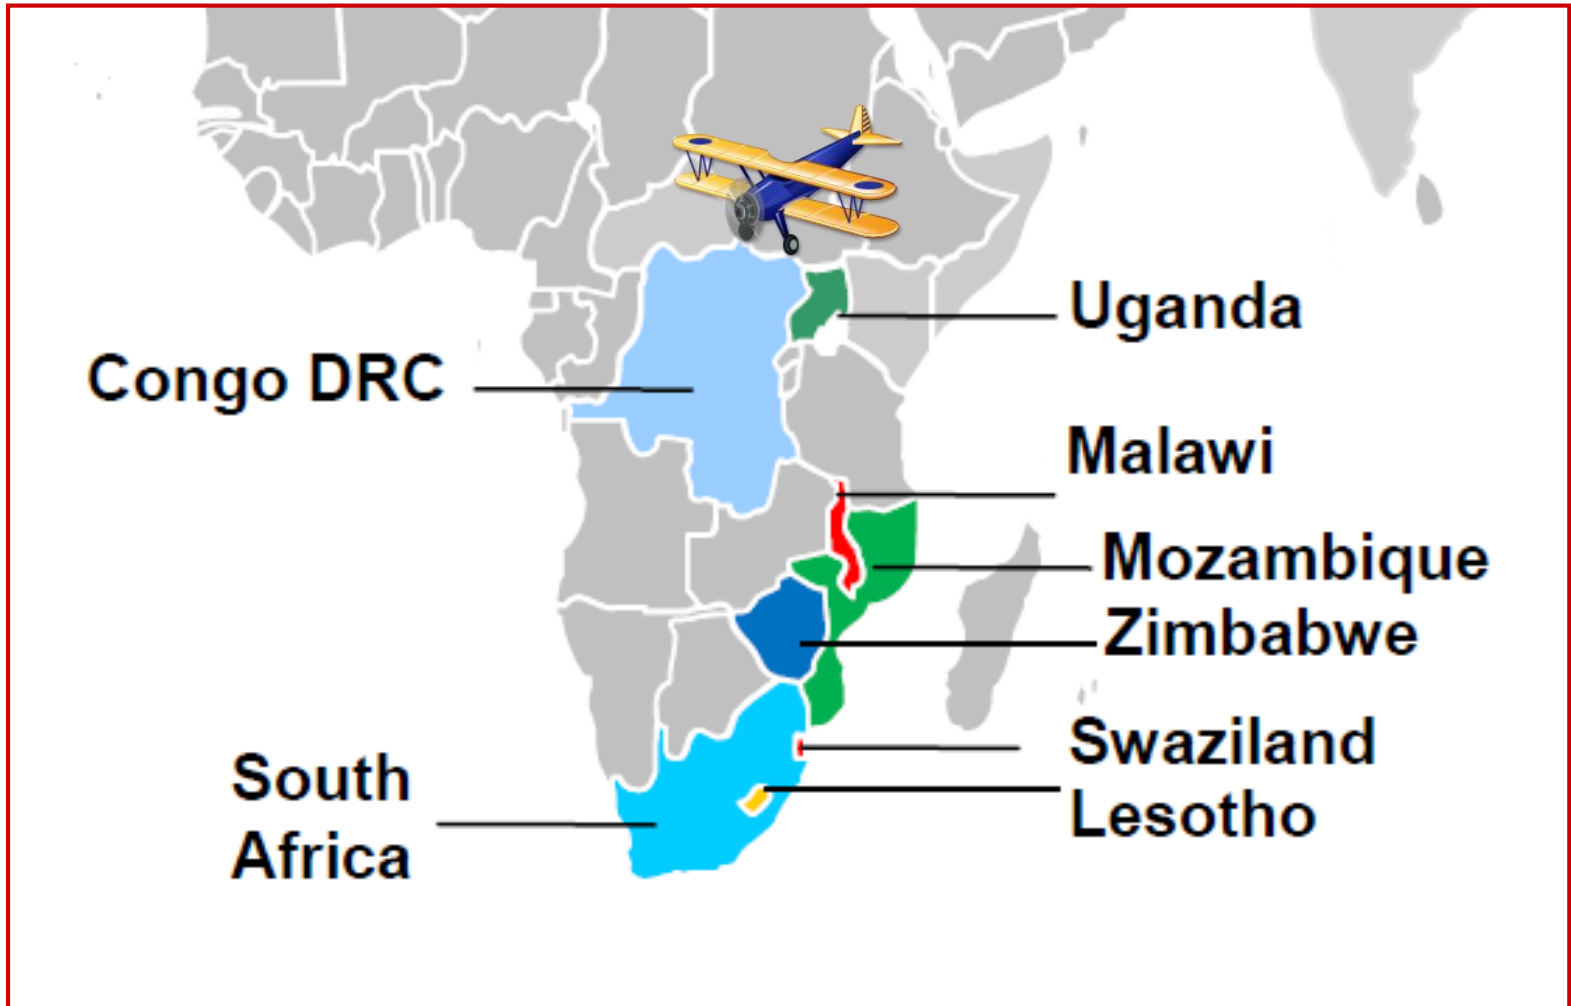 Uganda
Congo DRC
Malawi
Mozambique
Zimbabwe
Swaziland
South
Africa
Lesotho